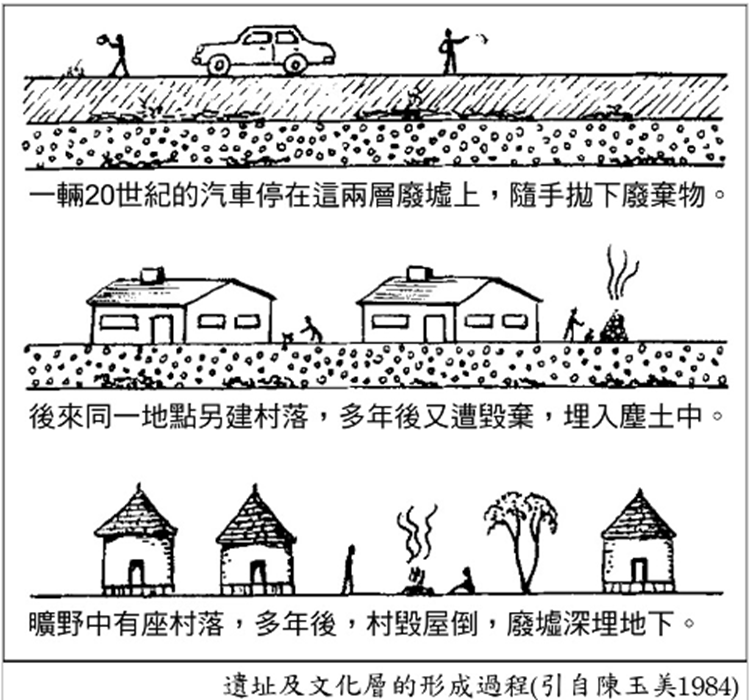 一輛20世紀的汽車停在這兩層廢墟上，隨手拋下廢棄物。
後來同一地點另建村落，多年後又遭毀棄，埋入塵土中。
曠野中有座村落，多年後，村毀屋倒，廢墟深埋地下。
遺址及文化層的形成過程(引自陳玉美1984)